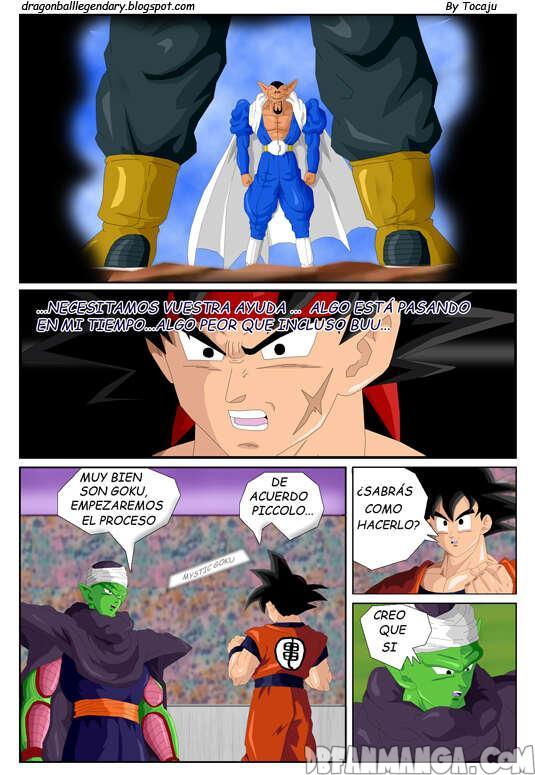 dragonballlegendary.blogspot.com
By Tocaju
...NECESITAMOS VUESTRA AYUDA ... ALGO ESTÁ PASANDO
EN MI TIEMPO...ALGO PEOR QUE INCLUSO BUU...
MUY BIEN
SON GOKU,
EMPEZAREMOS
EL PROCESO
DE
ACUERDO
PICCOLO...
MYSTIC GOKU
亀
¿SABRÁS
COMO
HACERLO?
CREO
QUE
SI
DBFANMANGA.COM